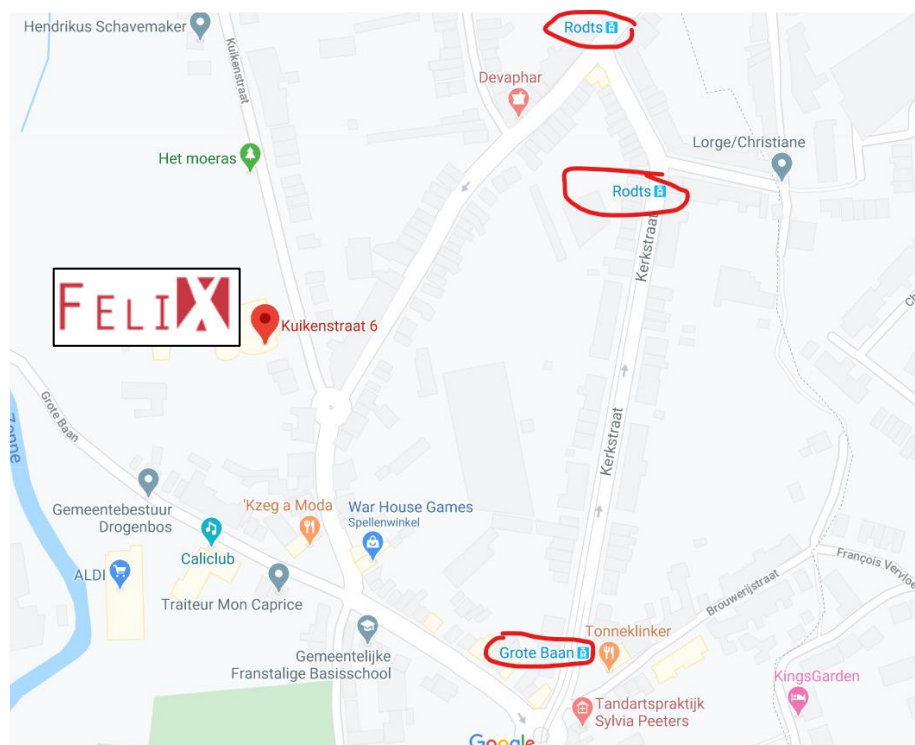 Hendrikus Schavemaker
Kuikenstraat
Rodts
Devaphar
Het moeras
Lorge/Christiane
Rodts
Kerkstraat
FELIX
Kuikenstraat 6
Ch
Grote Baan
Zenne
Kerkstraat
Gemeentebestuur
Drogenbos
'Kzeg a Moda
War House Games
Spellenwinkel
Caliclub
ALDI
Traiteur Mon Caprice
François Vervloe
Brouwerijstraat
Gemeentelijke
Franstalige Basisschool
Grote Baan
Tonneklinker
KingsGarden
Tandartspraktijk
Sylvia Peeters
Google